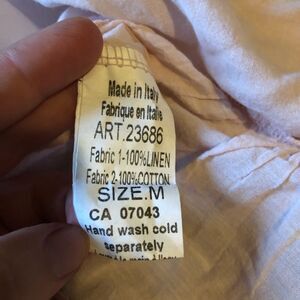 Made in Italy
Fabrique en Italie
ART.23686
Fabric 1-100%LINEN
Fabric 2-100%COTTON
SIZE.M
CA 07043
Hand wash cold
separately